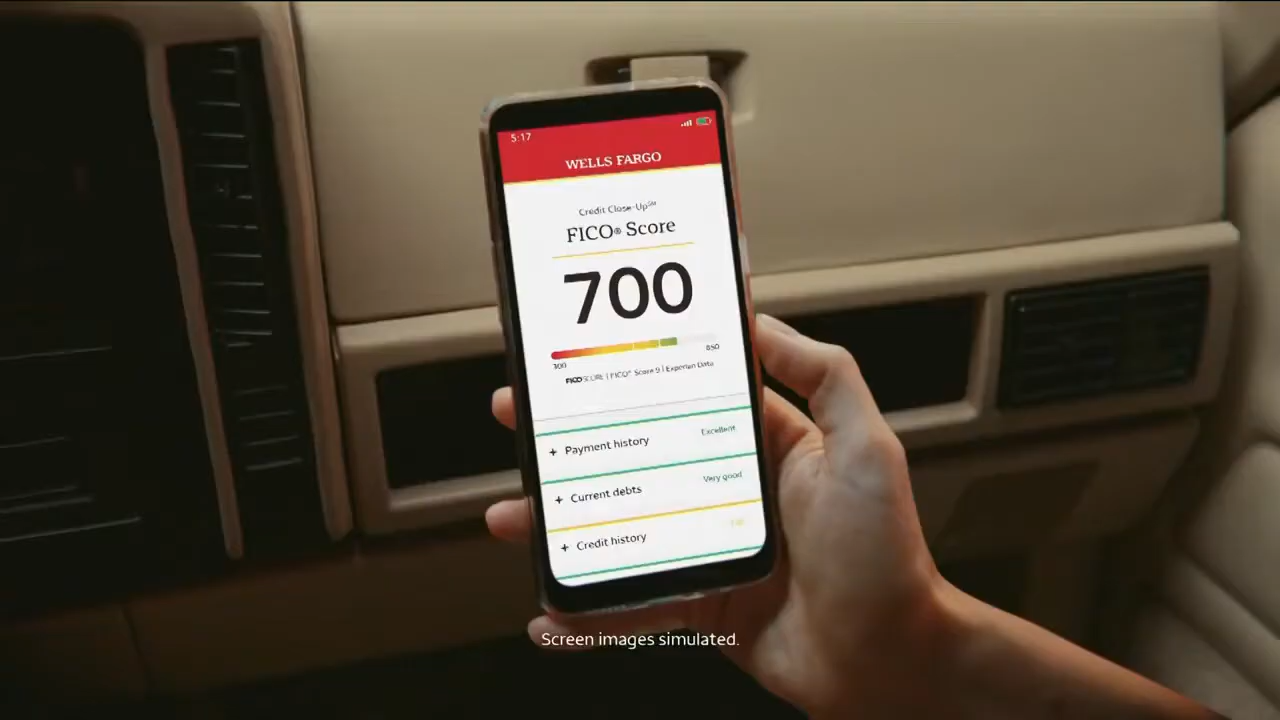 5:17
WELLS FARGO
Credit Close-Up℠
FICO® Score
700
300 850
FICO SCORE | FICO® Score 9 | Experian Data
+ Payment history Excellent
+ Current debts Very good
+ Credit history
Screen images simulated.